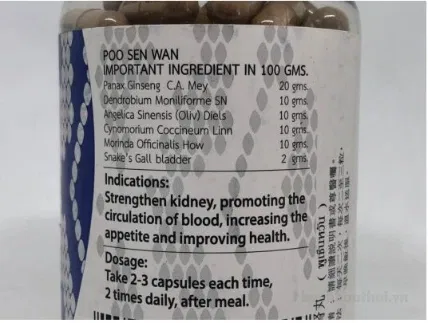 POO SEN WAN
IMPORTANT INGREDIENT IN 100 GMS.
Panax Ginseng C.A. Mey 20 gms.
Dendrobium Moniliforme SN 10 gms.
Angelica Sinensis (Oliv) Diels 10 gms.
Cynomorium Coccineum Linn 10 gms.
Morinda Officinalis How 10 gms.
Snake's Gall bladder 2 gms.
Indications:
Strengthen kidney, promoting the
circulation of blood, increasing the
appetite and improving health.
Dosage:
Take 2-3 capsules each time,
2 times daily, after meal.